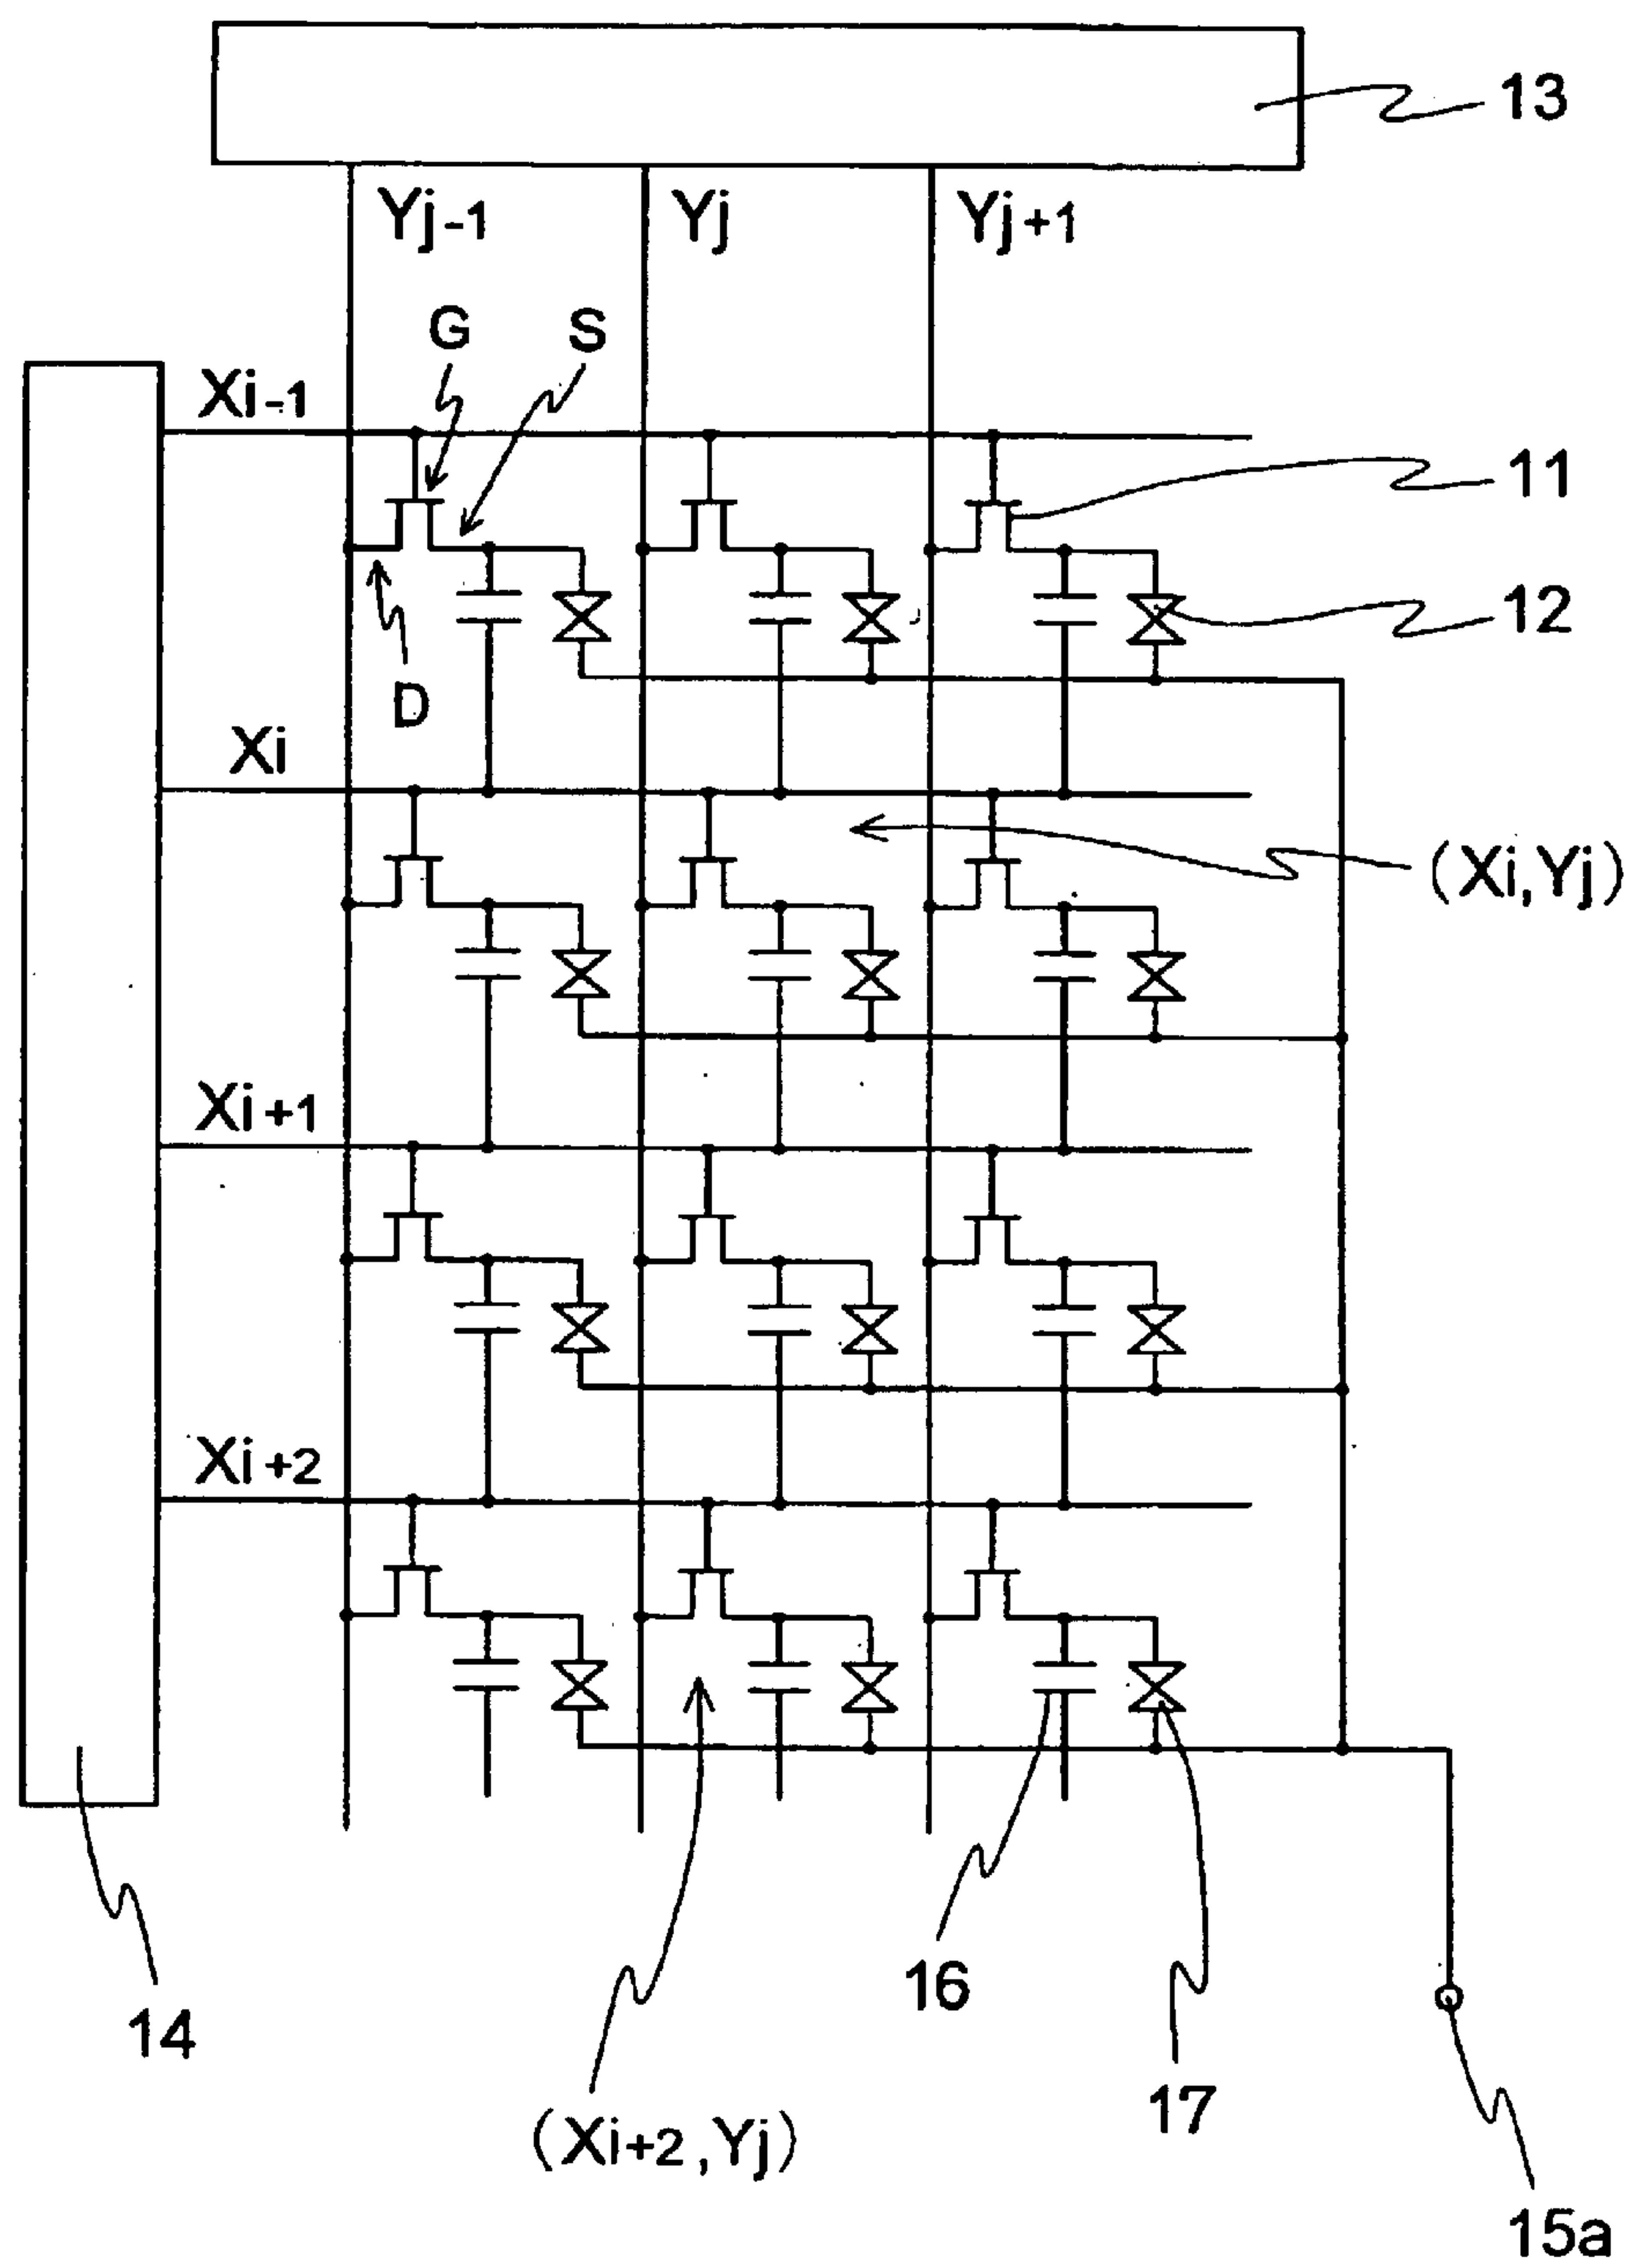 13
Yj-1
Yj
Yj+1
G
S
Xi-1
11
12
D
Xi
(Xi,Yj)
Xi+1
Xi+2
16
14
17
(Xi+2,Yj)
15a